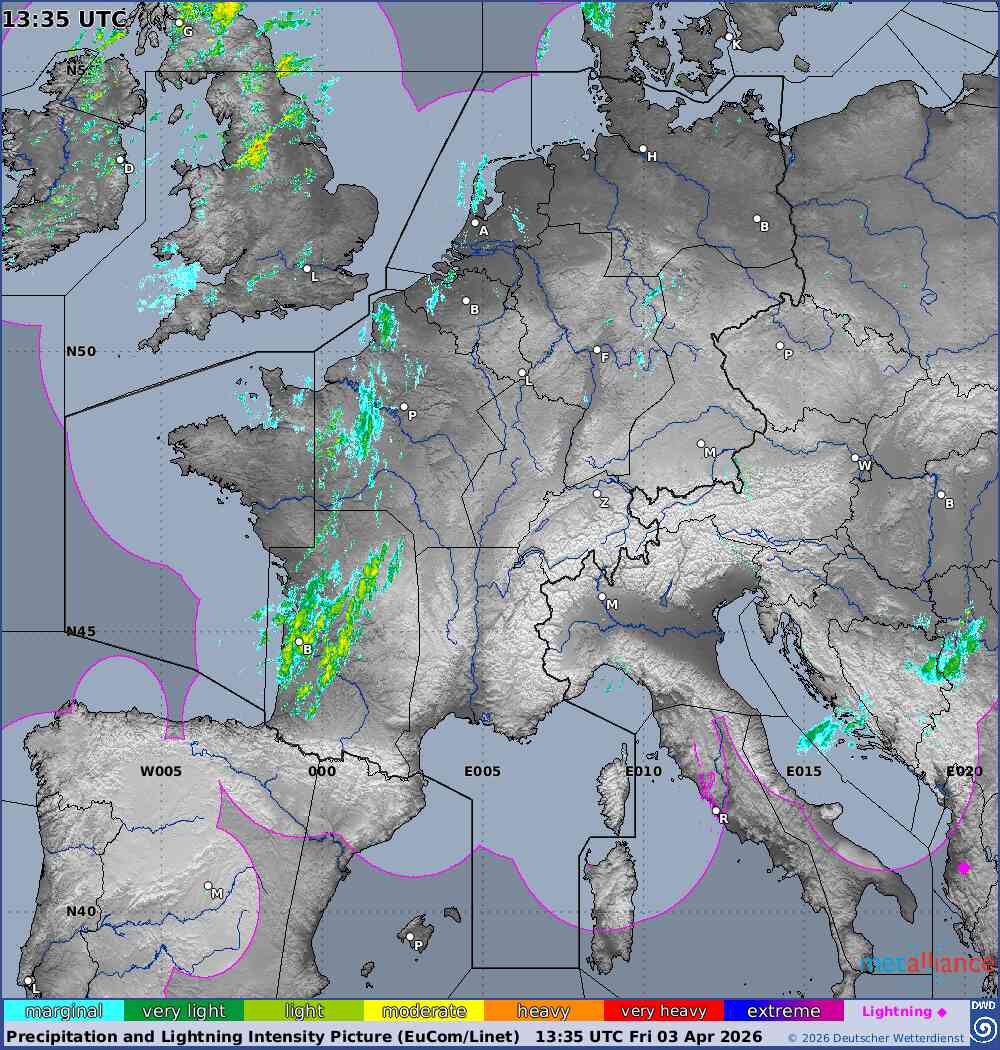 13:35 UTC
G
K
N55
D
H
B
A
L
B
N50
P
F
L
P
M
W
Z
B
M
N45
B
W005
000
E005
E010
E015
E020
R
M
N40
P
L
metalliance
marginal
very light
light
moderate
heavy
very heavy
extreme
Lightning
DWD
Precipitation and Lightning Intensity Picture (EuCom/Linet) 13:35 UTC Fri 03 Apr 2026
© 2026 Deutscher Wetterdienst